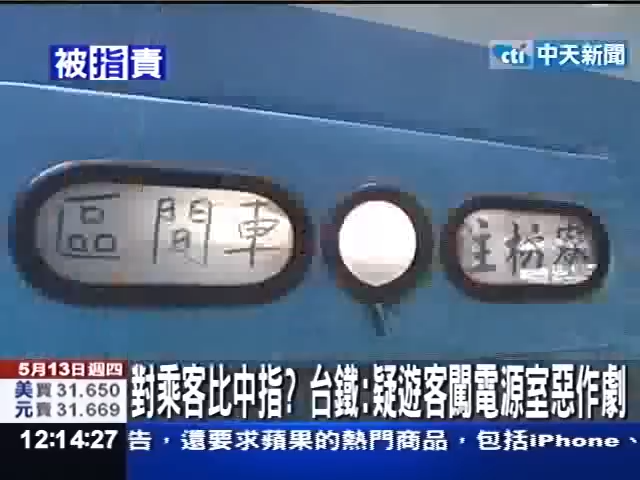 被指責
cti 中天新聞
區間車
往枋寮
5月13日週四
美元 買 31.650
賣 31.669
對乘客比中指? 台鐵:疑遊客闖電源室惡作劇
12:14:27 告,還要求蘋果的熱門商品,包括iPhone、